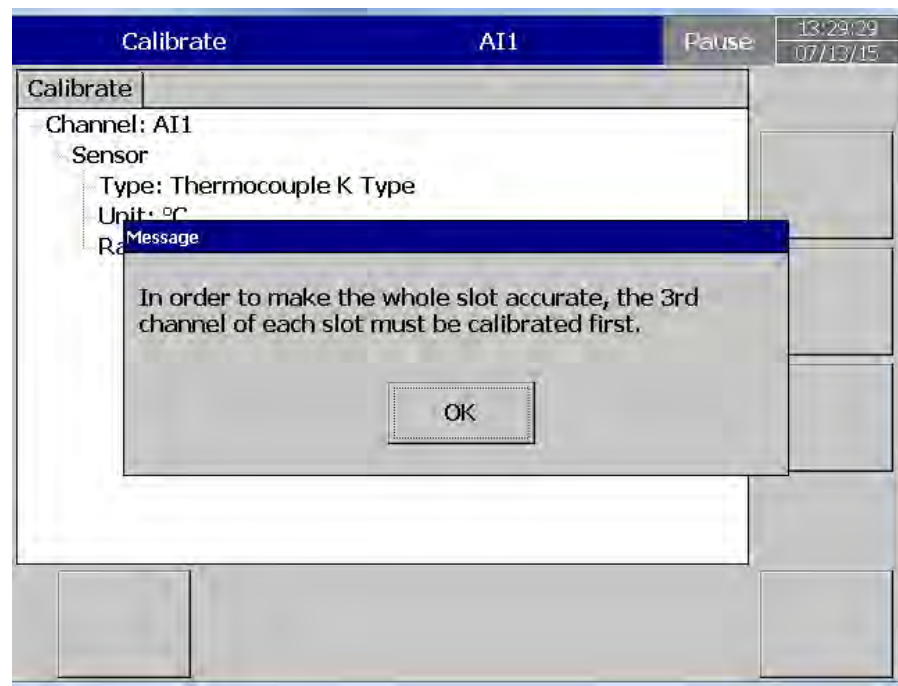 Calibrate AI1 Pause 13:29:29
07/13/15
Calibrate
Channel: AI1
Sensor
Type: Thermocouple K Type
Unit: °C
Message
In order to make the whole slot accurate, the 3rd
channel of each slot must be calibrated first.
OK